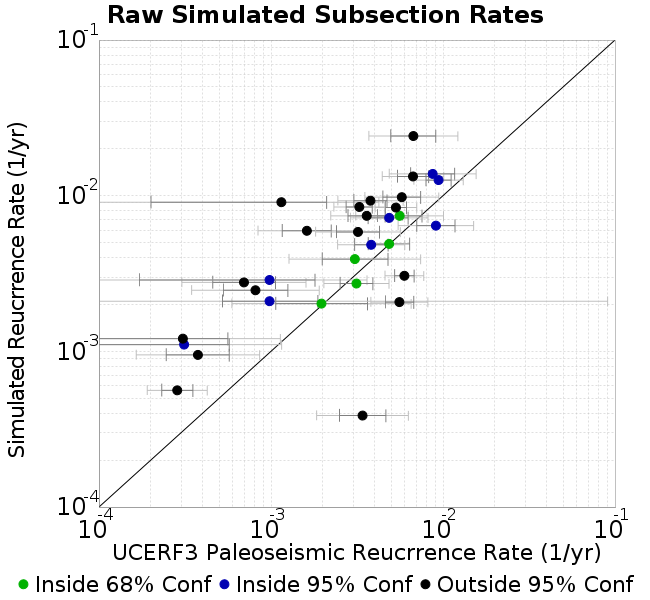 Raw Simulated Subsection Rates
10^-1
10^-2
10^-3
10^-4
Simulated Reucrrence Rate (1/yr)
10^-4 10^-3 10^-2 10^-1
UCERF3 Paleoseismic Reucrrence Rate (1/yr)
Inside 68% Conf Inside 95% Conf Outside 95% Conf